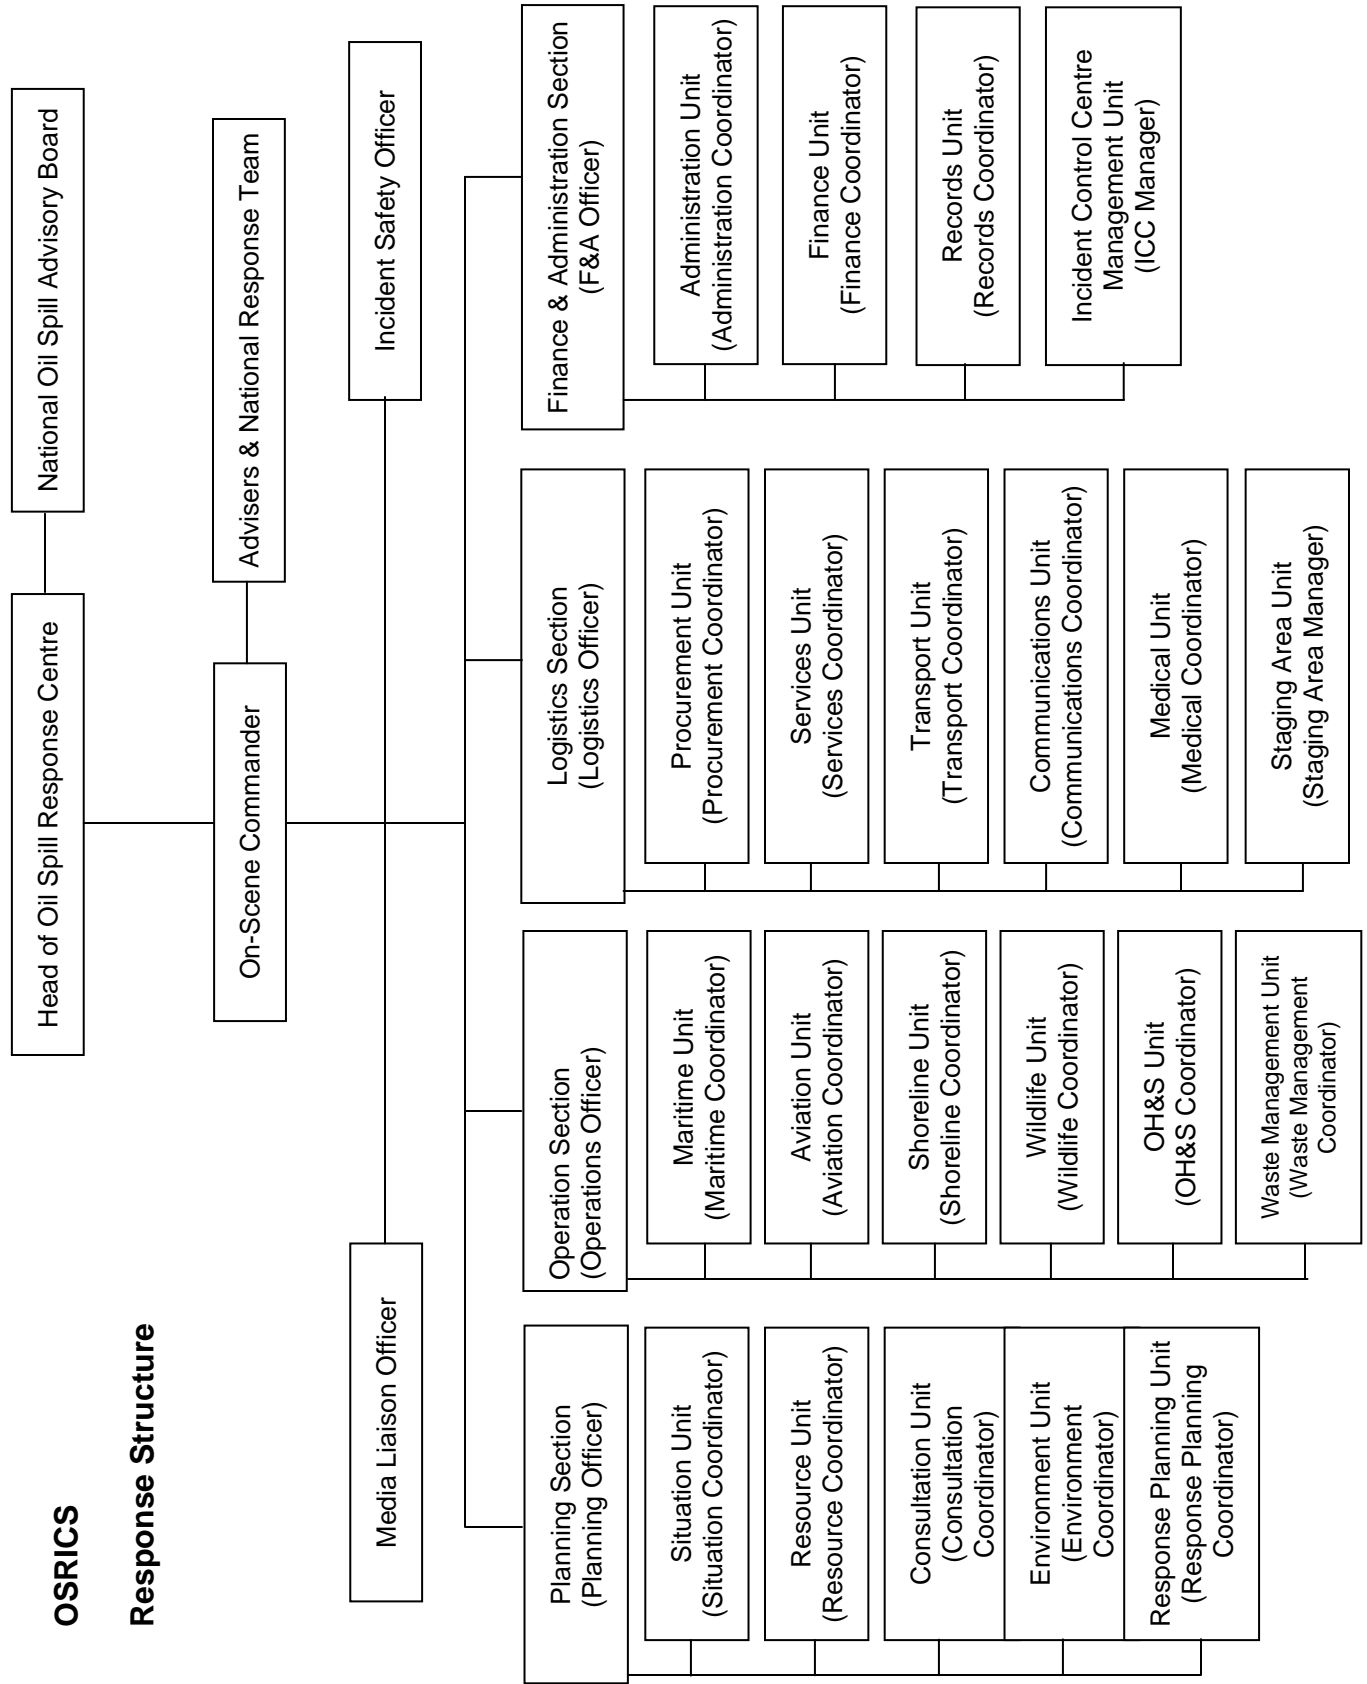 OSRICS
Response Structure
Head of Oil Spill Response Centre
National Oil Spill Advisory Board
On-Scene Commander
Advisers & National Response Team
Media Liaison Officer
Incident Safety Officer
Planning Section
(Planning Officer)
Situation Unit
(Situation Coordinator)
Resource Unit
(Resource Coordinator)
Consultation Unit
(Consultation
Coordinator)
Environment Unit
(Environment
Coordinator)
Response Planning Unit
(Response Planning
Coordinator)
Operation Section
(Operations Officer)
Maritime Unit
(Maritime Coordinator)
Aviation Unit
(Aviation Coordinator)
Shoreline Unit
(Shoreline Coordinator)
Wildlife Unit
(Wildlife Coordinator)
OH&S Unit
(OH&S Coordinator)
Waste Management Unit
(Waste Management
Coordinator)
Logistics Section
(Logistics Officer)
Procurement Unit
(Procurement Coordinator)
Services Unit
(Services Coordinator)
Transport Unit
(Transport Coordinator)
Communications Unit
(Communications Coordinator)
Medical Unit
(Medical Coordinator)
Staging Area Unit
(Staging Area Manager)
Finance & Administration Section
(F&A Officer)
Administration Unit
(Administration Coordinator)
Finance Unit
(Finance Coordinator)
Records Unit
(Records Coordinator)
Incident Control Centre
Management Unit
(ICC Manager)